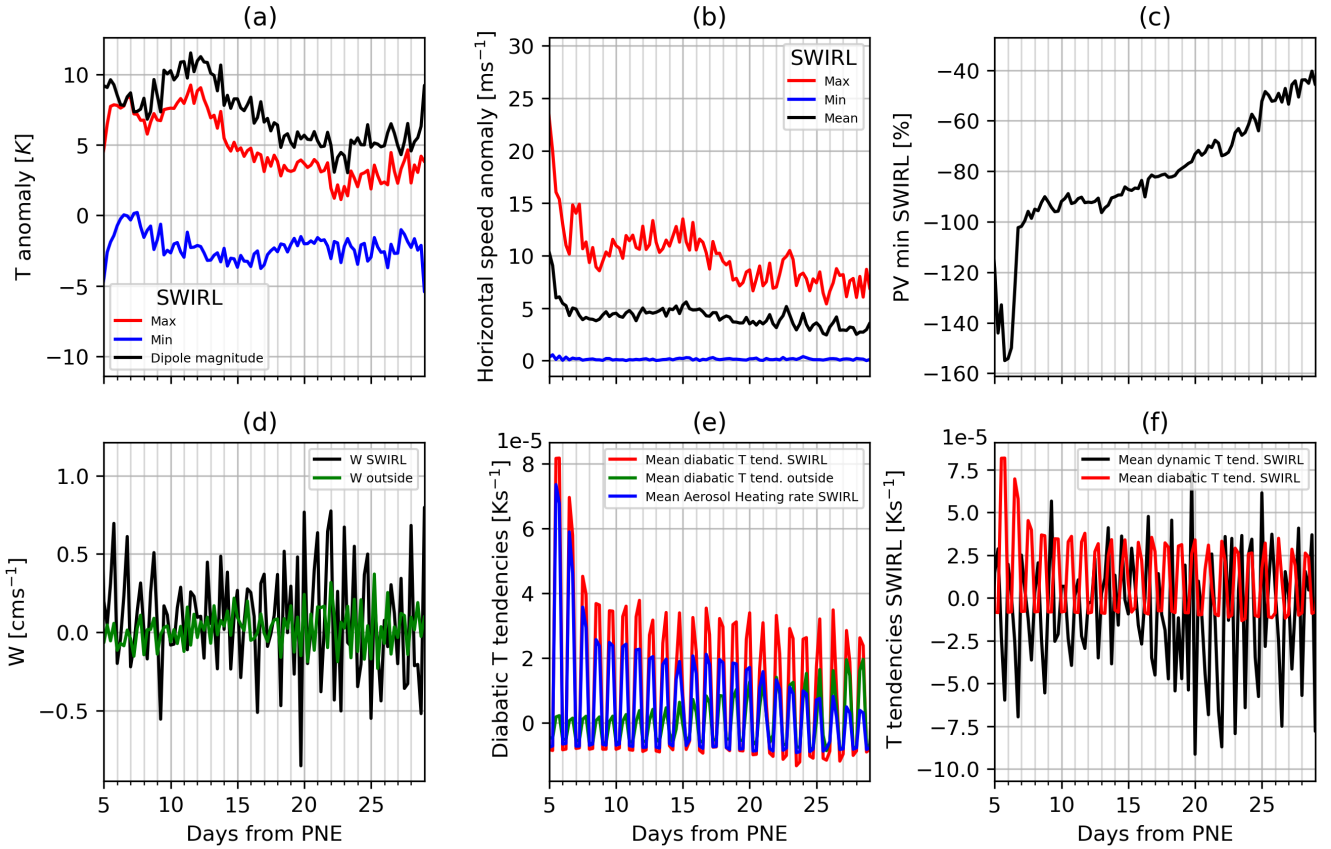 (a)
T anomaly [K]
10
5
0
−5
−10
SWIRL
Max
Min
Dipole magnitude
(b)
Horizontal speed anomaly [ms⁻¹]
30
25
20
15
10
5
0
SWIRL
Max
Min
Mean
(c)
PV min SWIRL [%]
−40
−60
−80
−100
−120
−140
−160
(d)
W [cms⁻¹]
1.0
0.5
0.0
−0.5
W SWIRL
W outside
5 10 15 20 25
Days from PNE
(e)
1e-5
Diabatic T tendencies [Ks⁻¹]
8
6
4
2
0
Mean diabatic T tend. SWIRL
Mean diabatic T tend. outside
Mean Aerosol Heating rate SWIRL
5 10 15 20 25
Days from PNE
(f)
1e-5
T tendencies SWIRL [Ks⁻¹]
7.5
5.0
2.5
0.0
−2.5
−5.0
−7.5
−10.0
Mean dynamic T tend. SWIRL
Mean diabatic T tend. SWIRL
5 10 15 20 25
Days from PNE